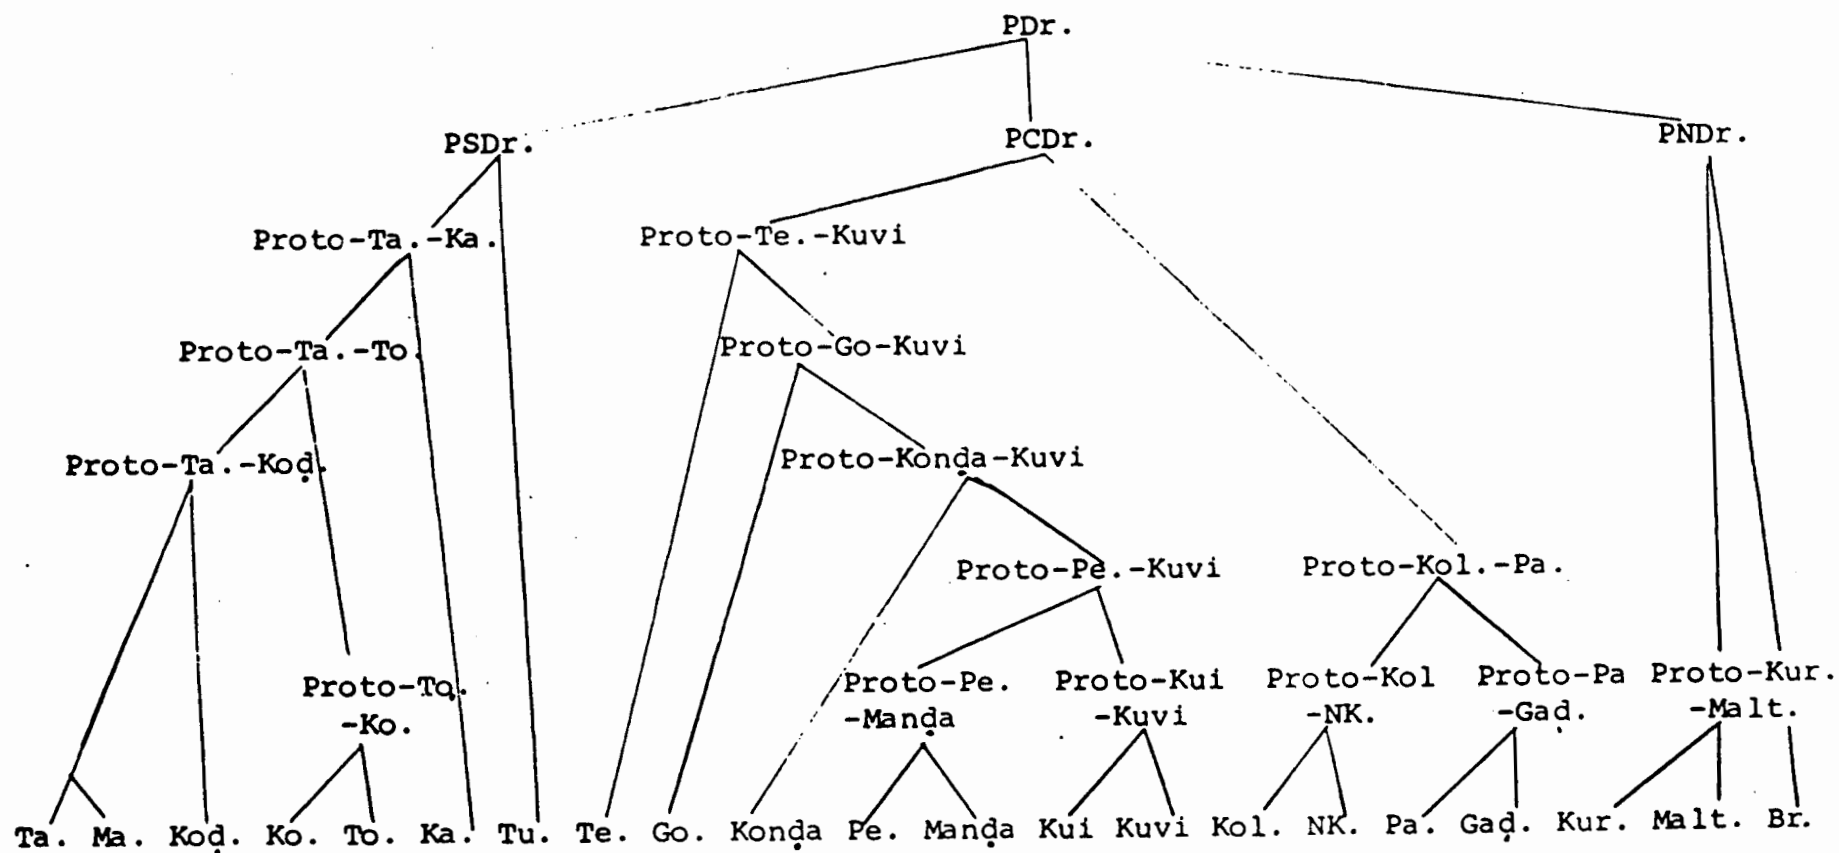 PDr.
PSDr. PCDr. PNDr.
Proto-Ta.-Ka. Proto-Te.-Kuvi
Proto-Ta.-To. Proto-Go-Kuvi
Proto-Ta.-Koḍ. Proto-Konḍa-Kuvi
Proto-Pe.-Kuvi Proto-Kol.-Pa.
Proto-To. Proto-Pe. Proto-Kui Proto-Kol Proto-Pa Proto-Kur.
-Ko. -Manḍa -Kuvi -NK. -Gaḍ. -Malt.
Ta. Ma. Koḍ. Ko. To. Ka. Tu. Te. Go. Konḍa Pe. Manḍa Kui Kuvi Kol. NK. Pa. Gaḍ. Kur. Malt. Br.